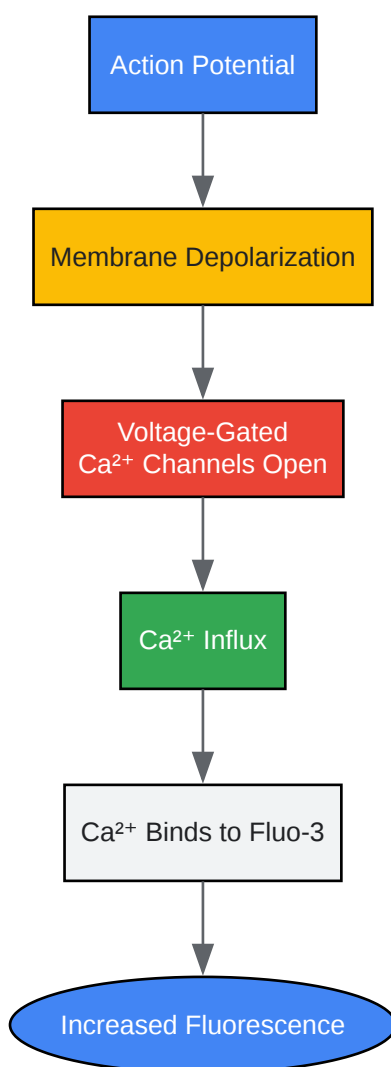 Action Potential
Membrane Depolarization
Voltage-Gated
Ca²⁺ Channels Open
Ca²⁺ Influx
Ca²⁺ Binds to Fluo-3
Increased Fluorescence